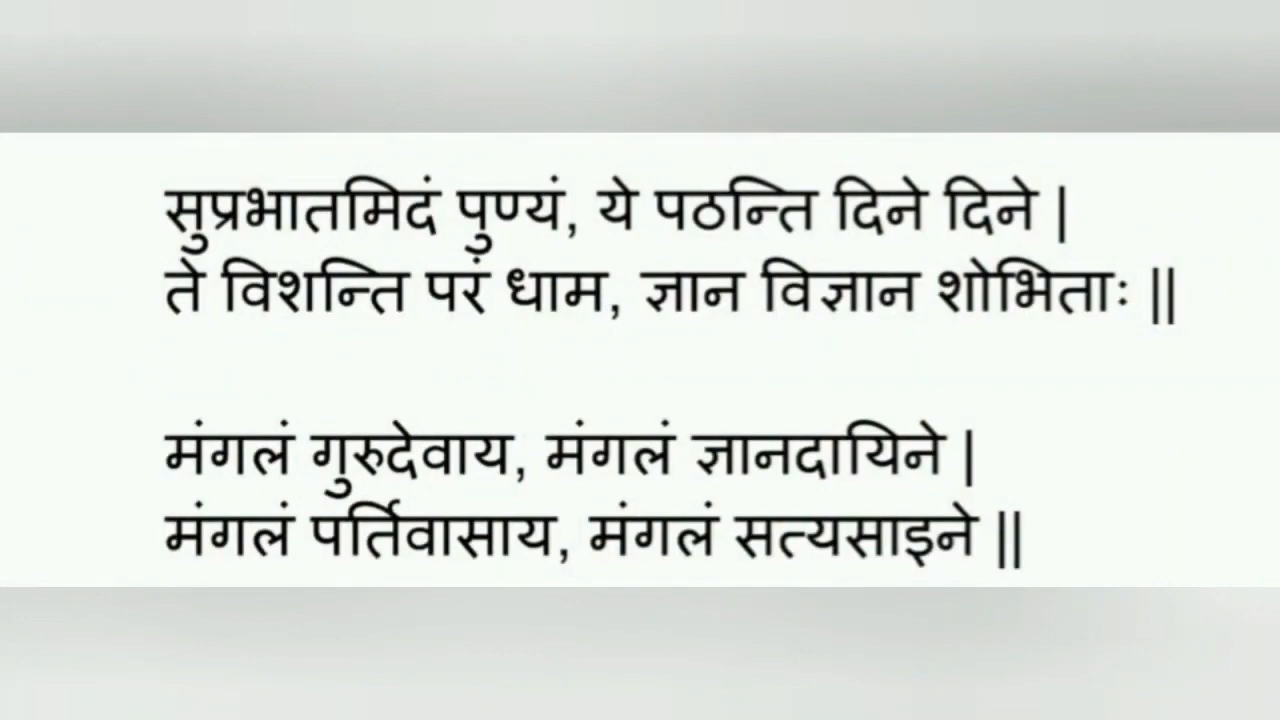 सुप्रभातमिदं पुण्यं, ये पठन्ति दिने दिने |
ते विशन्ति परं धाम, ज्ञान विज्ञान शोभिताः ||
मंगलं गुरुदेवाय, मंगलं ज्ञानदायिने |
मंगलं पर्तिवासाय, मंगलं सत्यसाइने ||